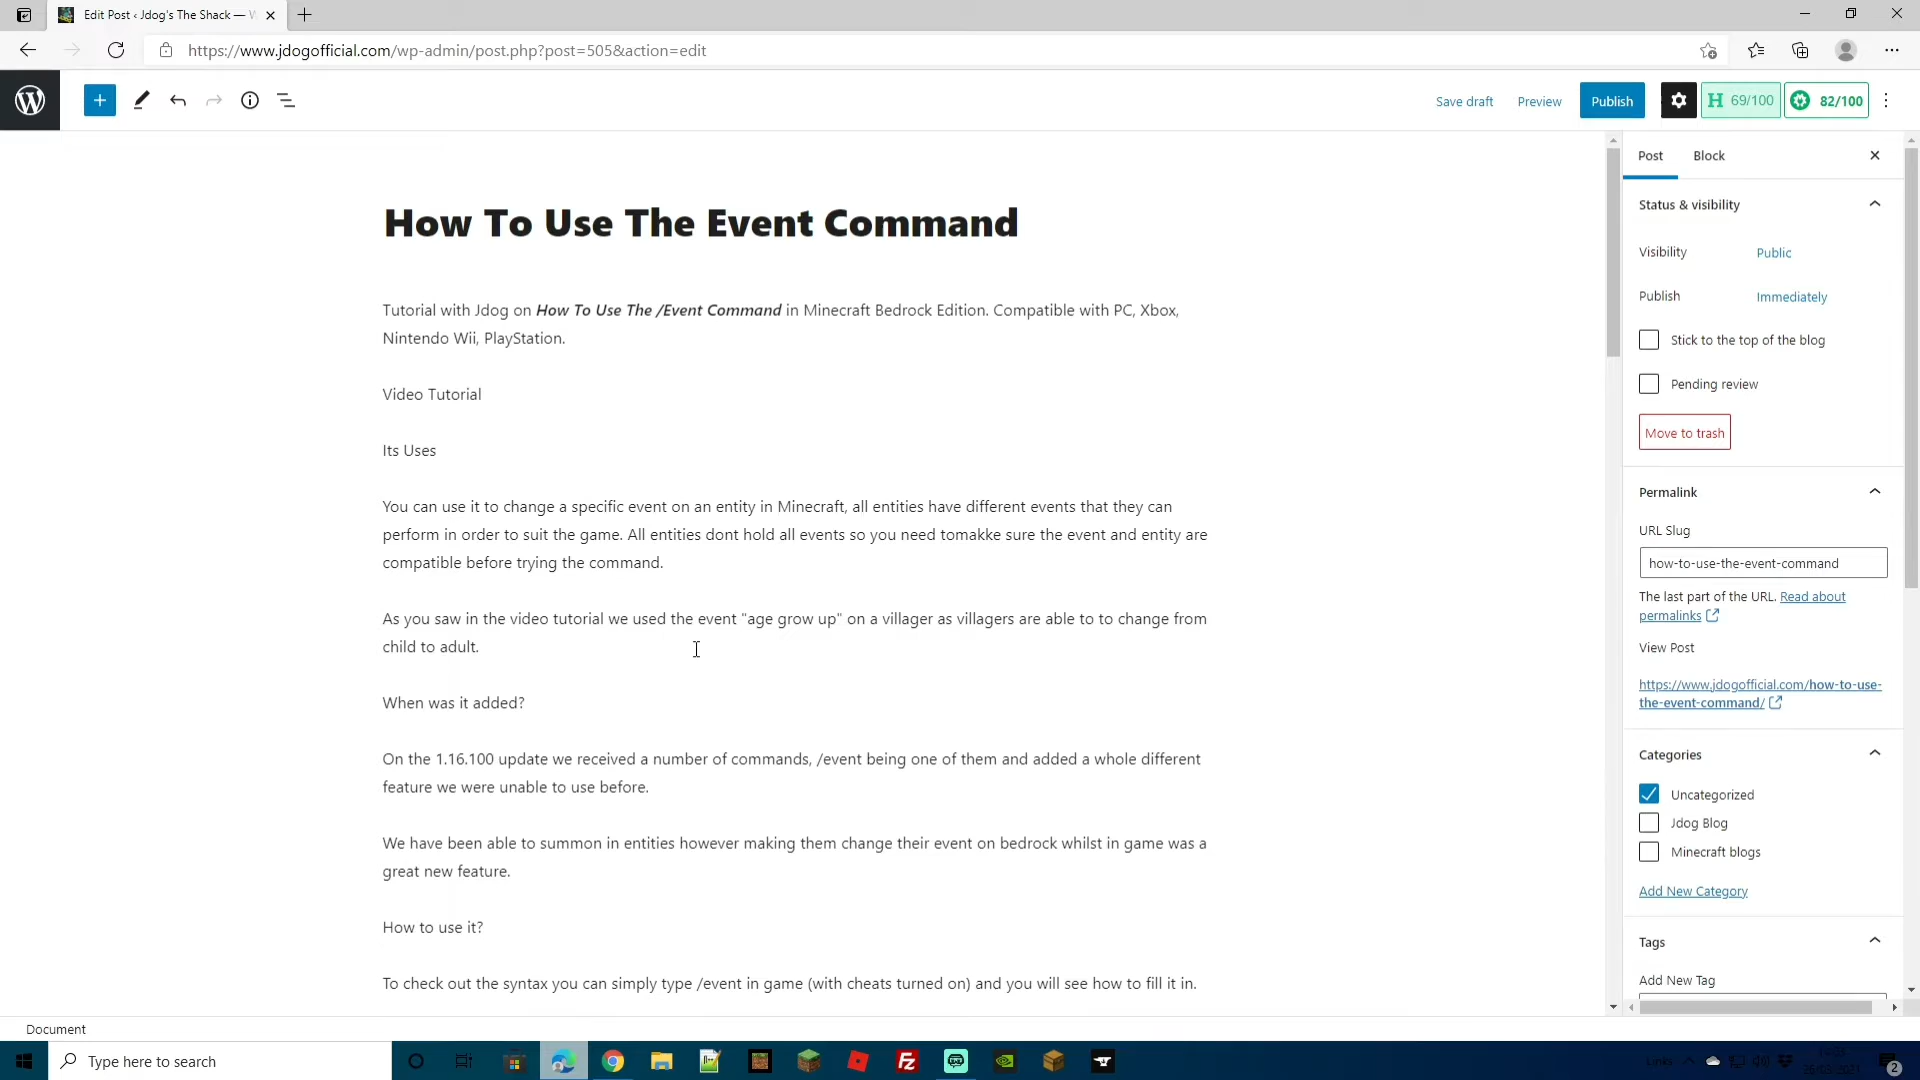 Edit Post ‹ Jdog's The Shack —
https://www.jdogofficial.com/wp-admin/post.php?post=505&action=edit
Save draft
Preview
Publish
69/100
82/100
How To Use The Event Command
Tutorial with Jdog on How To Use The /Event Command in Minecraft Bedrock Edition. Compatible with PC, Xbox,
Nintendo Wii, PlayStation.
Video Tutorial
Its Uses
You can use it to change a specific event on an entity in Minecraft, all entities have different events that they can
perform in order to suit the game. All entities dont hold all events so you need tomakke sure the event and entity are
compatible before trying the command.
As you saw in the video tutorial we used the event "age grow up" on a villager as villagers are able to to change from
child to adult.
When was it added?
On the 1.16.100 update we received a number of commands, /event being one of them and added a whole different
feature we were unable to use before.
We have been able to summon in entities however making them change their event on bedrock whilst in game was a
great new feature.
How to use it?
To check out the syntax you can simply type /event in game (with cheats turned on) and you will see how to fill it in.
Post
Block
Status & visibility
Visibility
Public
Publish
Immediately
Stick to the top of the blog
Pending review
Move to trash
Permalink
URL Slug
how-to-use-the-event-command
The last part of the URL. Read about
permalinks
View Post
https://www.jdogofficial.com/how-to-use-
the-event-command/
Categories
Uncategorized
Jdog Blog
Minecraft blogs
Add New Category
Tags
Add New Tag
Document
Type here to search
Links
2